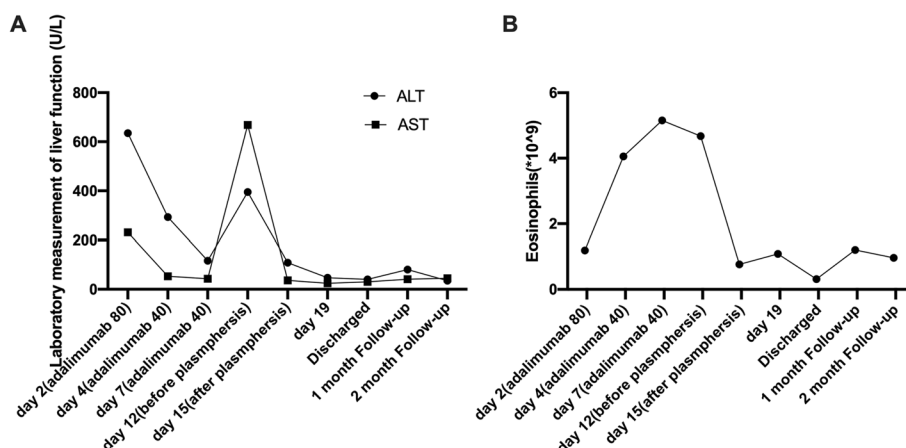 A
Laboratory measurement of liver function (U/L)
800
600
400
200
0
ALT
AST
day 2(adalimumab 80)
day 4(adalimumab 40)
day 7(adalimumab 40)
day 12(before plasmpheresis)
day 15(after plasmpheresis)
day 19
Discharged
1 month Follow-up
2 month Follow-up
B
Eosinophils(*10^9)
6
4
2
0
day 2(adalimumab 80)
day 4(adalimumab 40)
day 7(adalimumab 40)
day 12(before plasmpheresis)
day 15(after plasmpheresis)
day 19
Discharged
1 month Follow-up
2 month Follow-up